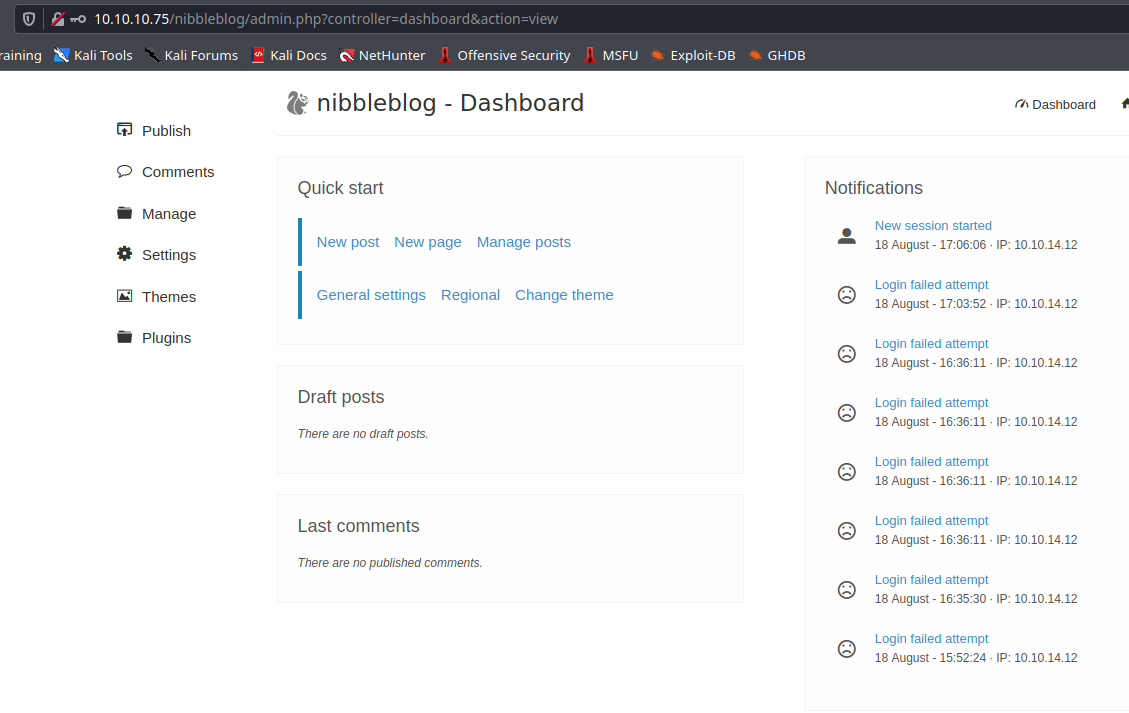 10.10.10.75/nibbleblog/admin.php?controller=dashboard&action=view
raining Kali Tools Kali Forums Kali Docs NetHunter Offensive Security MSFU Exploit-DB GHDB
nibbleblog - Dashboard
Dashboard
Publish
Comments
Manage
Settings
Themes
Plugins
Quick start
New post New page Manage posts
General settings Regional Change theme
Draft posts
There are no draft posts.
Last comments
There are no published comments.
Notifications
New session started
18 August - 17:06:06 · IP: 10.10.14.12
Login failed attempt
18 August - 17:03:52 · IP: 10.10.14.12
Login failed attempt
18 August - 16:36:11 · IP: 10.10.14.12
Login failed attempt
18 August - 16:36:11 · IP: 10.10.14.12
Login failed attempt
18 August - 16:36:11 · IP: 10.10.14.12
Login failed attempt
18 August - 16:36:11 · IP: 10.10.14.12
Login failed attempt
18 August - 16:35:30 · IP: 10.10.14.12
Login failed attempt
18 August - 15:52:24 · IP: 10.10.14.12